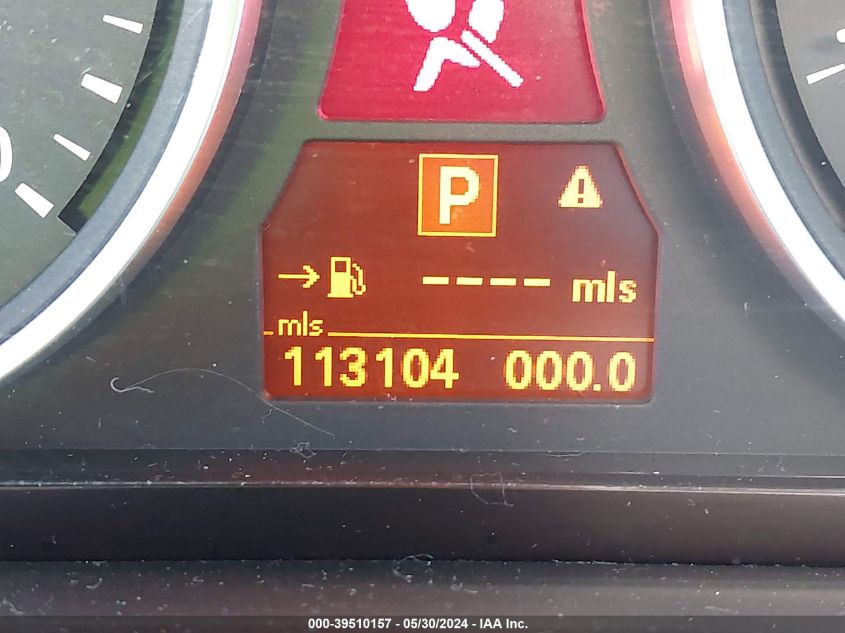 P
---- mls
mls
113104 000.0
000-39510157 - 05/30/2024 - IAA Inc.